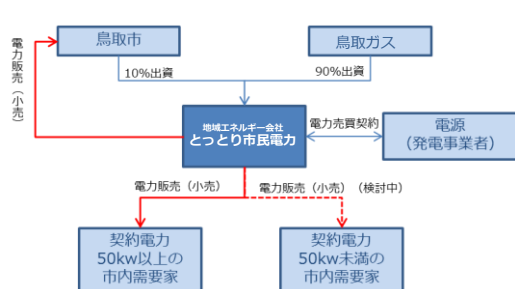 鳥取市
鳥取ガス
電力販売（小売）
10%出資
90%出資
地域エネルギー会社
とっとり市民電力
電力売買契約
電源
（発電事業者）
電力販売（小売）
電力販売（小売）（検討中）
契約電力
50kw以上の
市内需要家
契約電力
50kw未満の
市内需要家